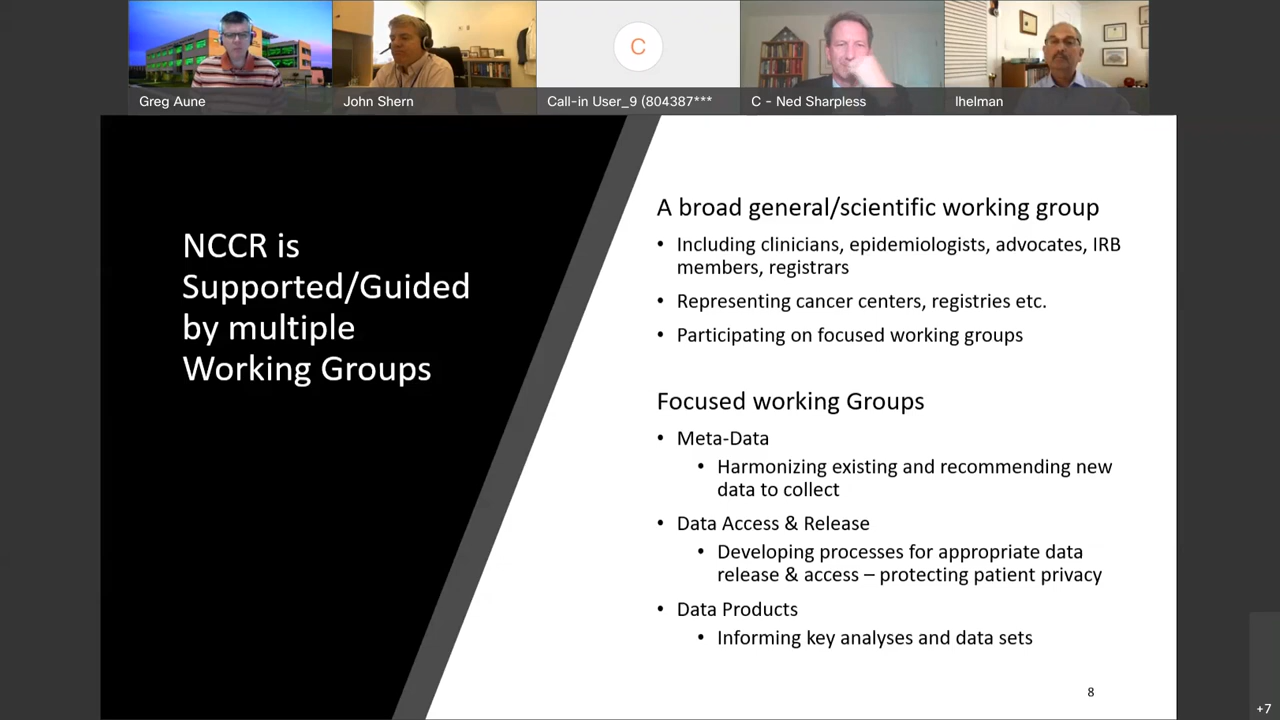 Greg Aune
John Shern
C
Call-in User_9 (804387***
C - Ned Sharpless
lhelman
NCCR is
Supported/Guided
by multiple
Working Groups
A broad general/scientific working group
• Including clinicians, epidemiologists, advocates, IRB
members, registrars
• Representing cancer centers, registries etc.
• Participating on focused working groups
Focused working Groups
• Meta-Data
• Harmonizing existing and recommending new
data to collect
• Data Access & Release
• Developing processes for appropriate data
release & access – protecting patient privacy
• Data Products
• Informing key analyses and data sets
8
+7